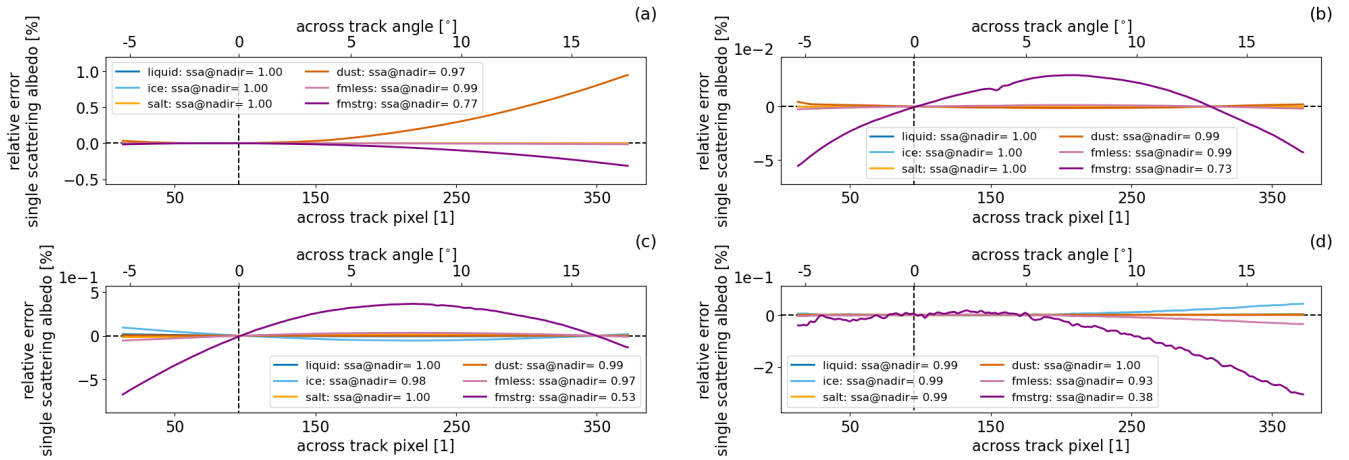 (a)
across track angle [°]
-5 0 5 10 15
relative error
single scattering albedo [%]
1.0
0.5
0.0
−0.5
liquid: ssa@nadir= 1.00
ice: ssa@nadir= 1.00
salt: ssa@nadir= 1.00
dust: ssa@nadir= 0.97
fmless: ssa@nadir= 0.99
fmstrg: ssa@nadir= 0.77
50 150 250 350
across track pixel [1]
(b)
across track angle [°]
-5 0 5 10 15
1e−2
relative error
single scattering albedo [%]
0
−5
liquid: ssa@nadir= 1.00
ice: ssa@nadir= 1.00
salt: ssa@nadir= 1.00
dust: ssa@nadir= 0.99
fmless: ssa@nadir= 0.99
fmstrg: ssa@nadir= 0.73
50 150 250 350
across track pixel [1]
(c)
across track angle [°]
-5 0 5 10 15
1e−1
relative error
single scattering albedo [%]
5
0
−5
liquid: ssa@nadir= 1.00
ice: ssa@nadir= 0.98
salt: ssa@nadir= 1.00
dust: ssa@nadir= 0.99
fmless: ssa@nadir= 0.97
fmstrg: ssa@nadir= 0.53
50 150 250 350
across track pixel [1]
(d)
across track angle [°]
-5 0 5 10 15
1e−1
relative error
single scattering albedo [%]
0
−2
liquid: ssa@nadir= 0.99
ice: ssa@nadir= 0.99
salt: ssa@nadir= 0.99
dust: ssa@nadir= 1.00
fmless: ssa@nadir= 0.93
fmstrg: ssa@nadir= 0.38
50 150 250 350
across track pixel [1]